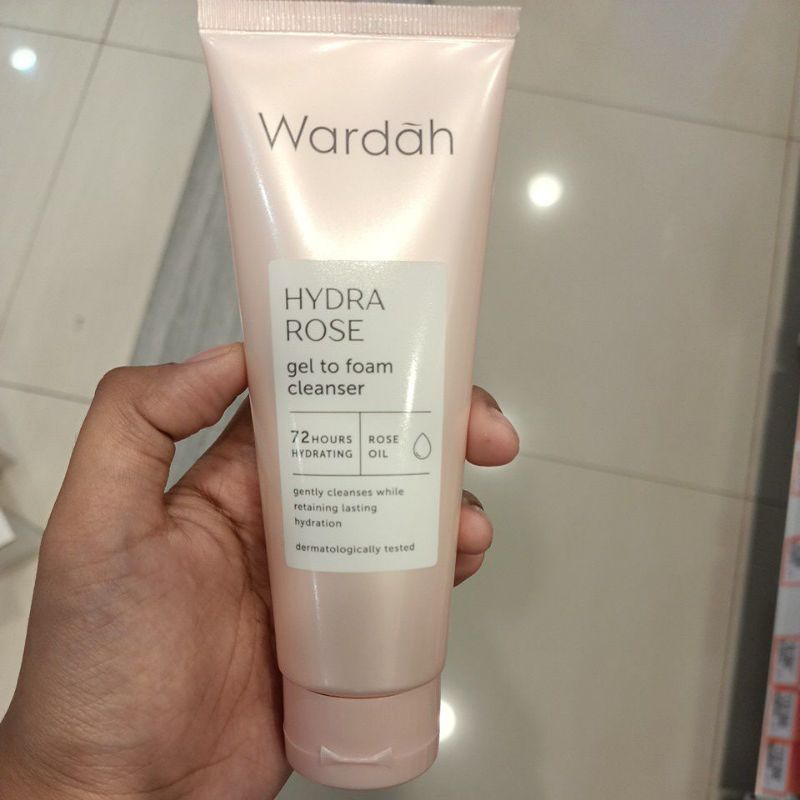 Wardāh
HYDRA
ROSE
gel to foam
cleanser
72 HOURS
HYDRATING
ROSE
OIL
gently cleanses while
retaining lasting
hydration
dermatologically tested